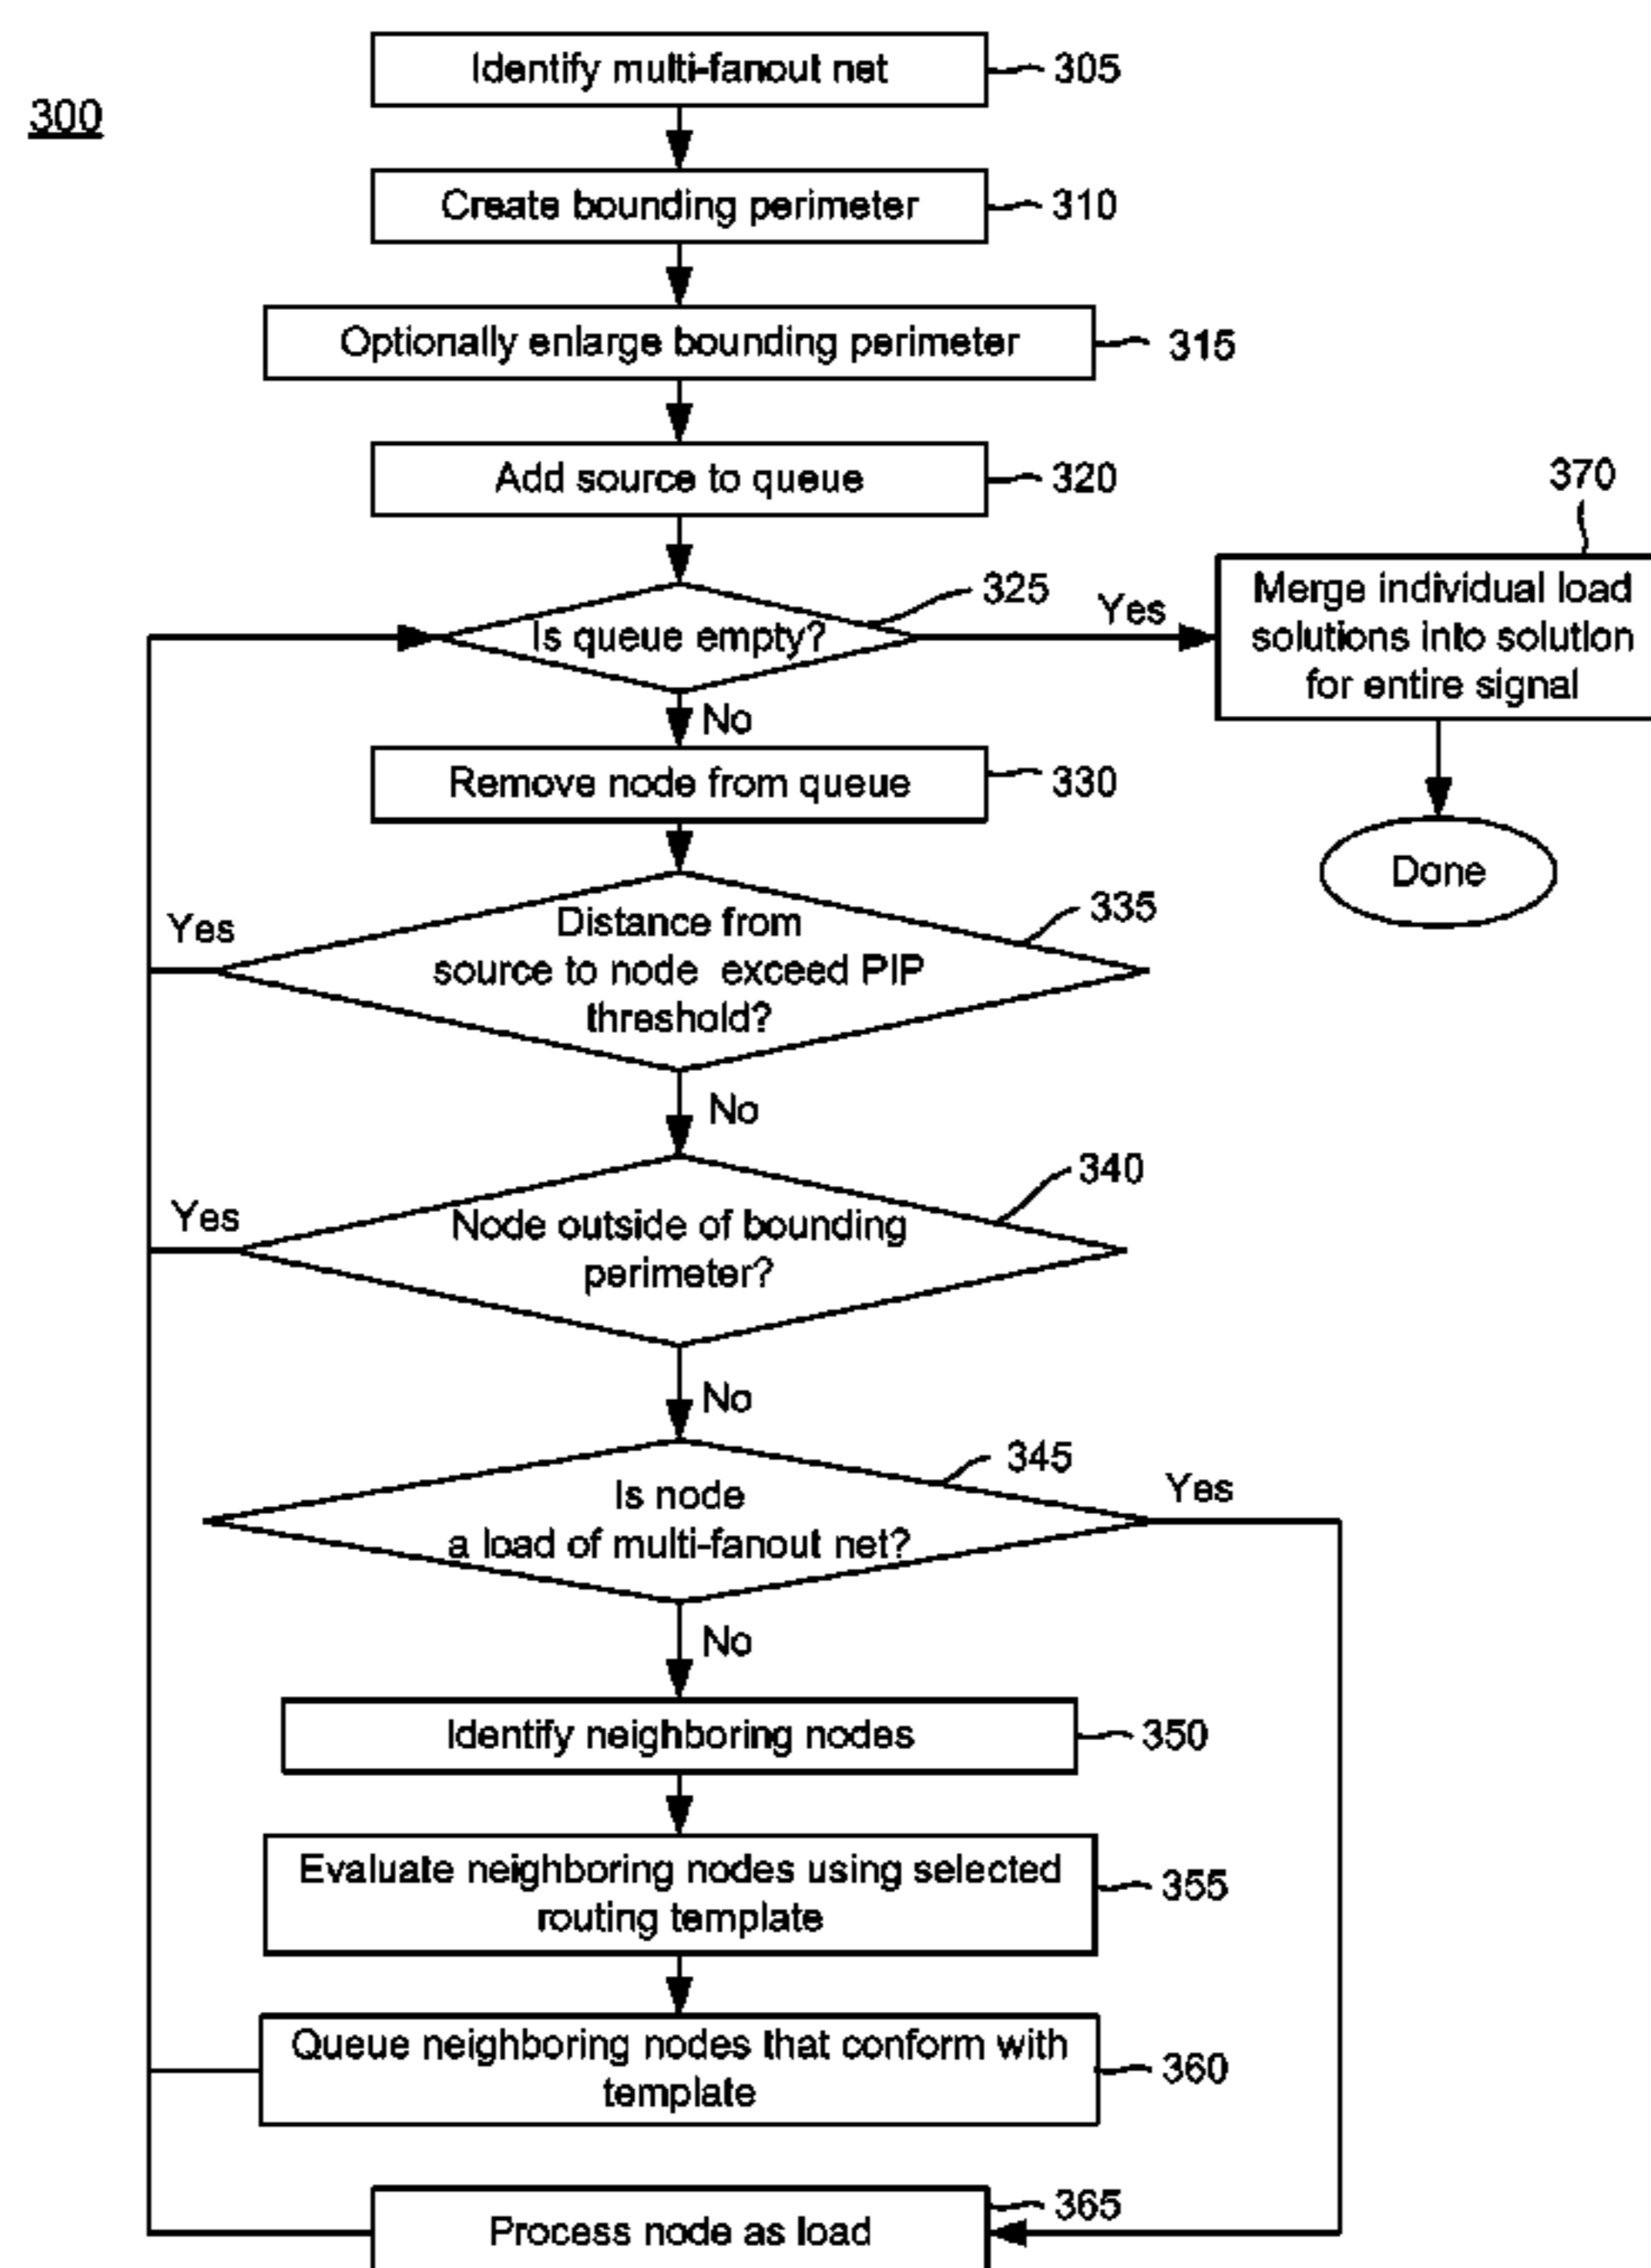 300
Identify multi-fanout net
305
Create bounding perimeter
310
Optionally enlarge bounding perimeter
315
Add source to queue
320
Is queue empty?
325
Yes
370
Merge individual load
solutions into solution
for entire signal
Done
No
Remove node from queue
330
Distance from
source to node exceed PIP
threshold?
335
Yes
No
Node outside of bounding
perimeter?
340
Yes
No
Is node
a load of multi-fanout net?
345
Yes
No
Identify neighboring nodes
350
Evaluate neighboring nodes using selected
routing template
355
Queue neighboring nodes that conform with
template
360
Process node as load
365